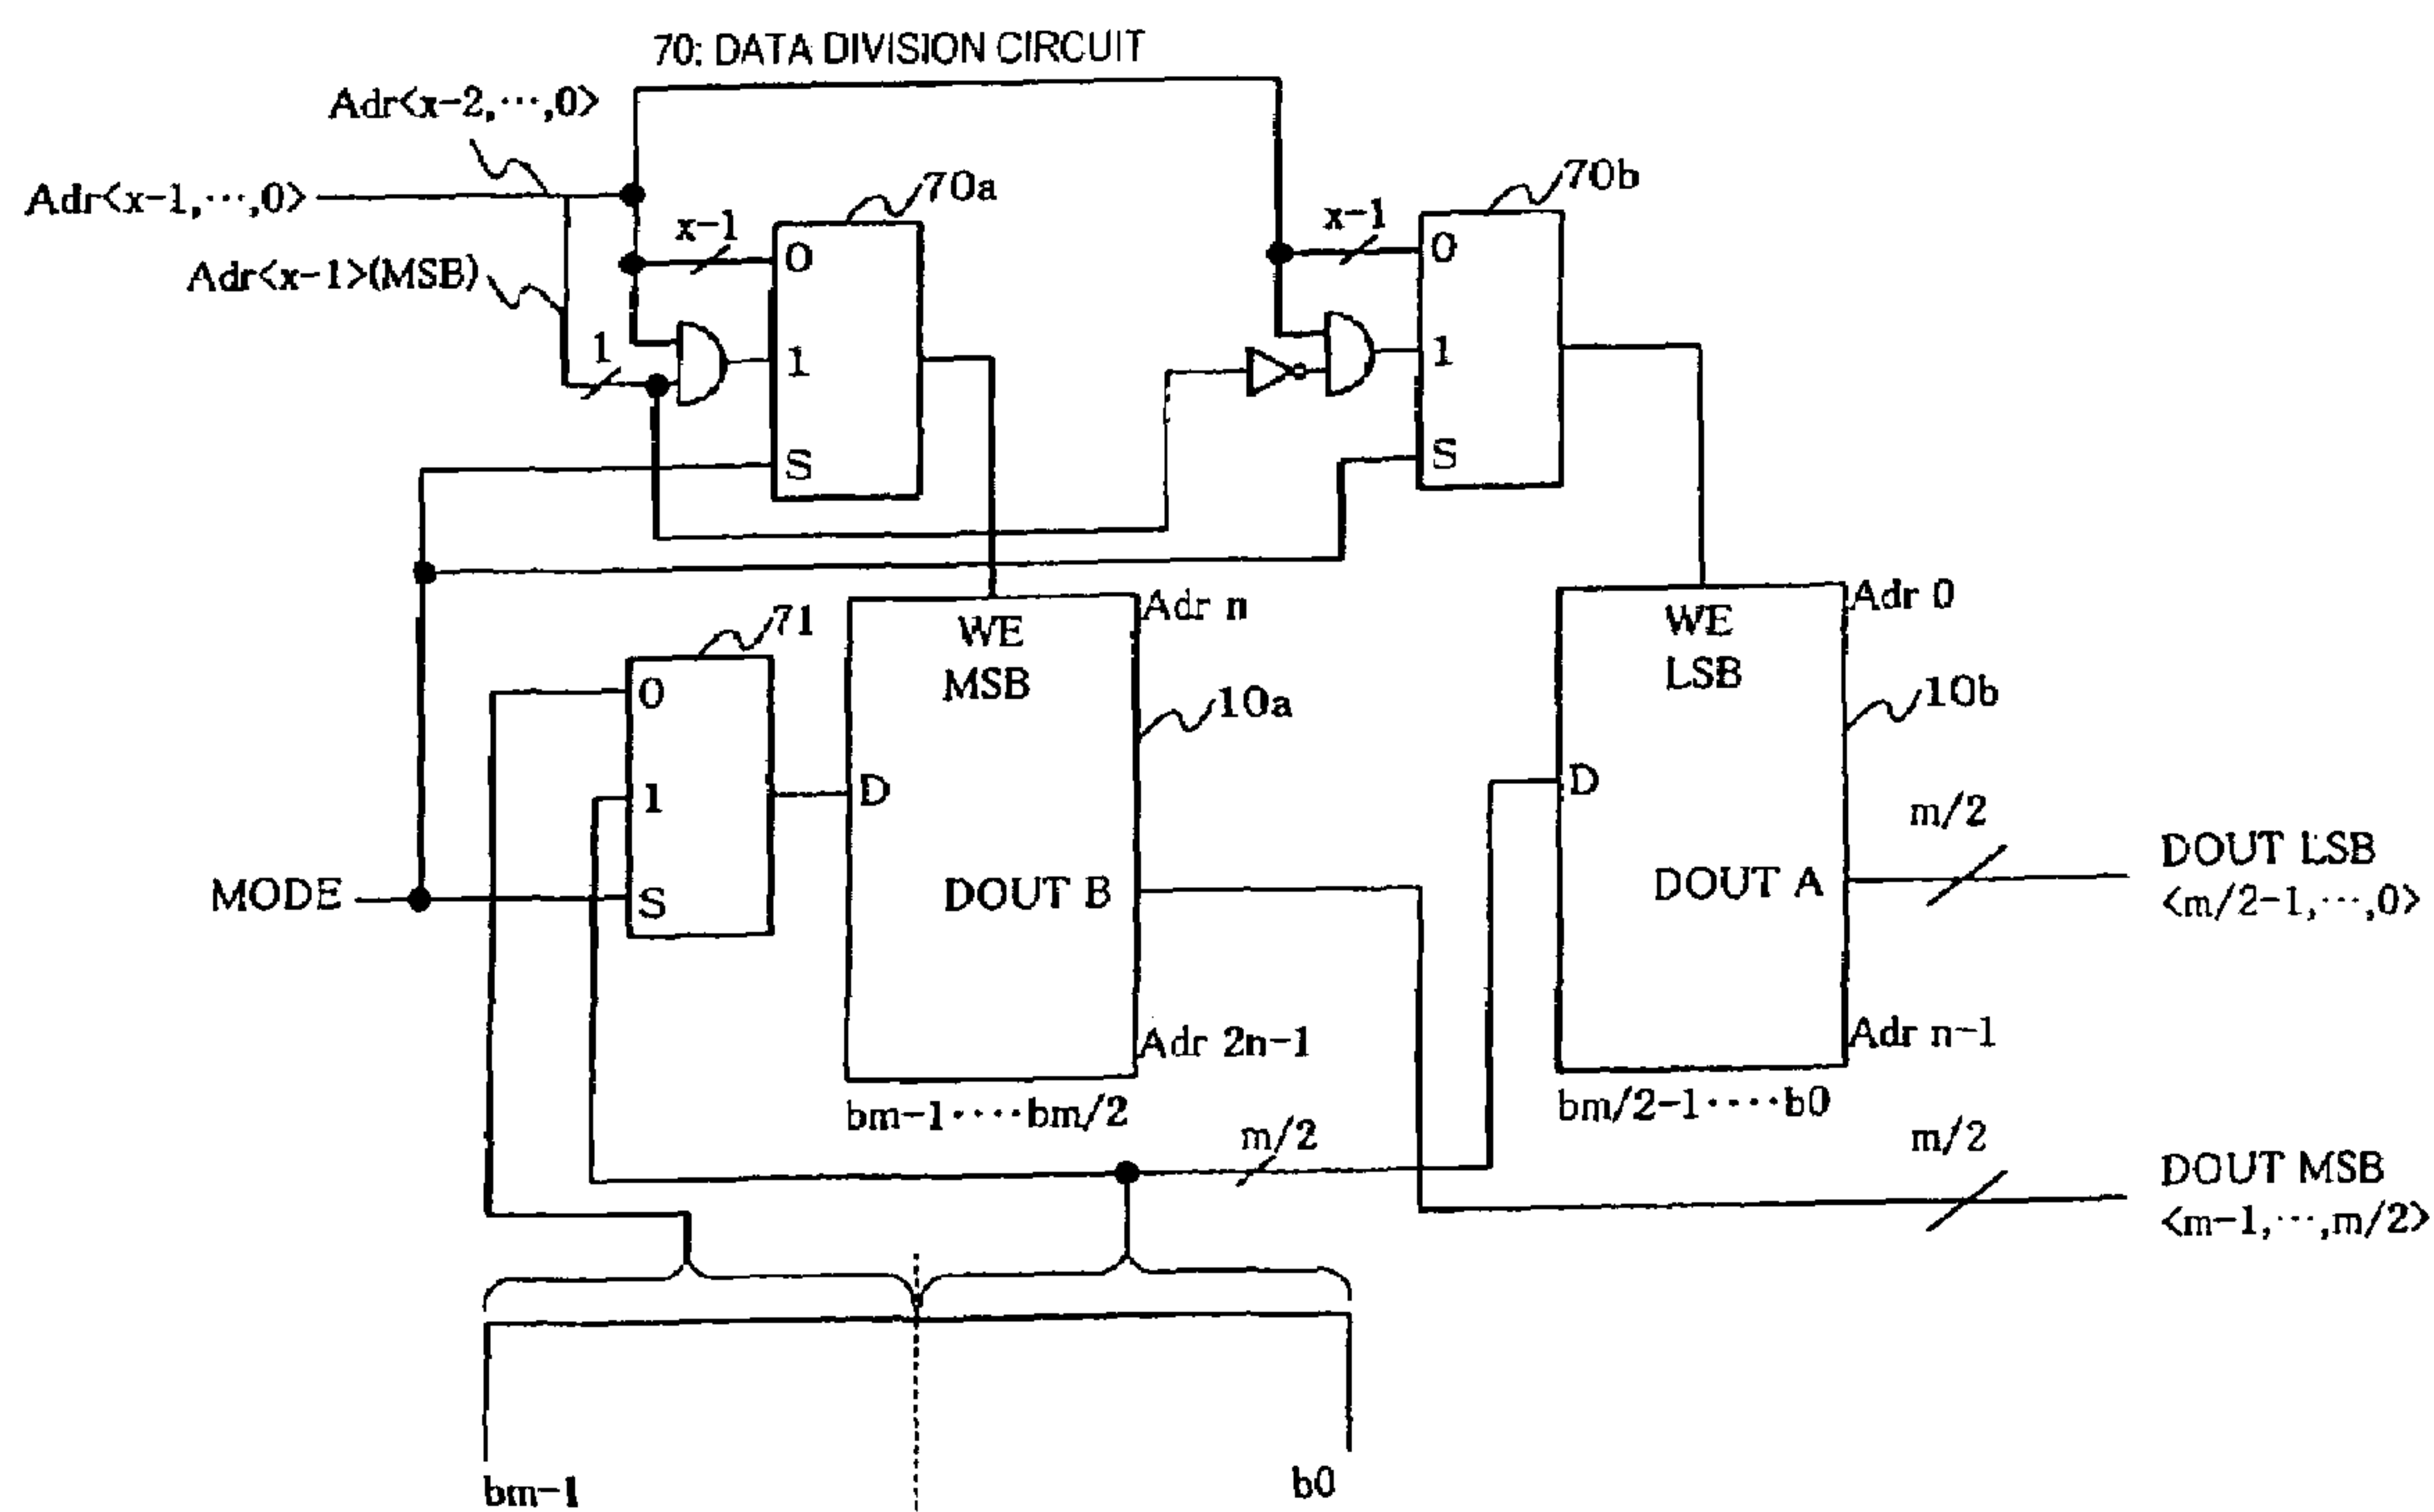 70: DATA DIVISION CIRCUIT
Adr<x-2,⋯,0>
Adr<x-1,⋯,0>
Adr<x-1>(MSB)
x-1
70a
0
1
1
S
x-1
70b
0
1
S
71
0
1
S
MODE
Adr n
WE
MSB
10a
D
DOUT B
Adr 2n-1
bm-1‥‥bm/2
Adr 0
WE
LSB
10b
D
DOUT A
Adr n-1
bm/2-1‥‥b0
m/2
DOUT LSB
<m/2-1,⋯,0>
m/2
m/2
DOUT MSB
<m-1,⋯,m/2>
bm-1
b0